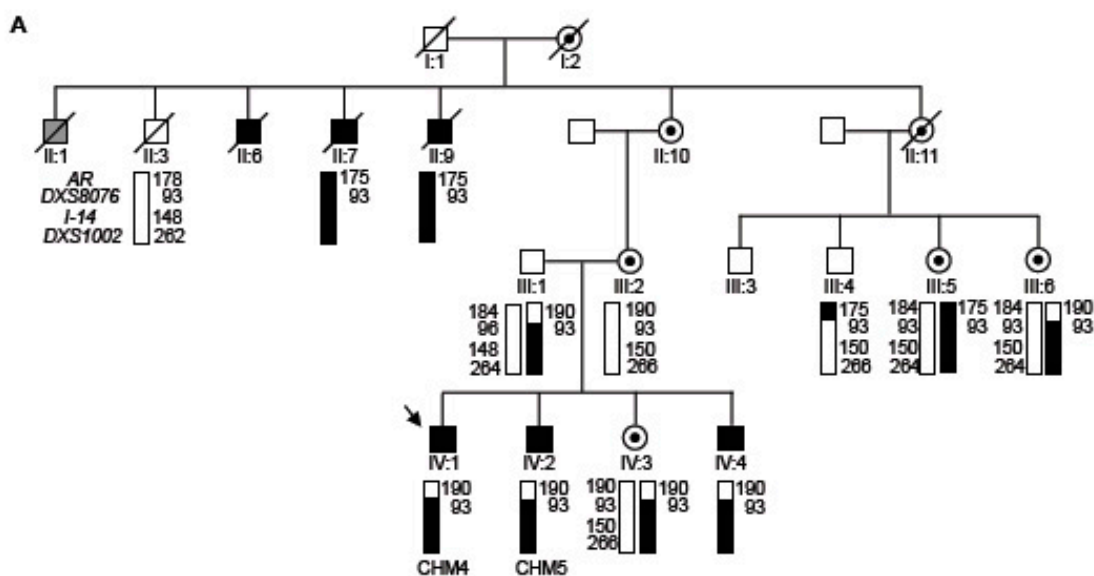 A
I:1 I:2
II:1 II:3 II:6 II:7 II:9 II:10 II:11
AR 178 175 175
DXS8076 93 93 93
I-14 148
DXS1002 262
III:1 III:2 III:3 III:4 III:5 III:6
184 190 190 175 184 175 184 190
96 93 93 93 93 93 93 93
148 150 150 150 150
264 266 266 264 264
IV:1 IV:2 IV:3 IV:4
190 190 190 190 190
93 93 93 93 93
150
266
CHM4 CHM5